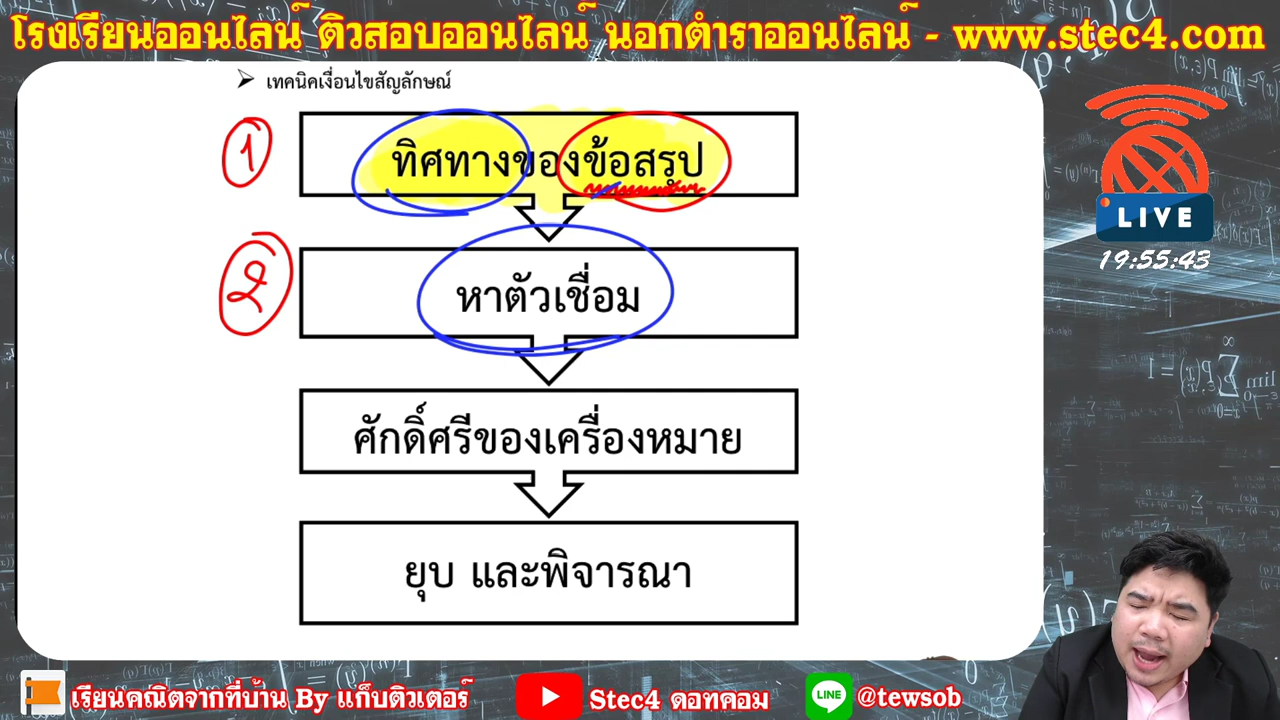 โรงเรียนออนไลน์ ติวสอบออนไลน์ นอกตำราออนไลน์ - www.stec4.com
เทคนิคเงื่อนไขสัญลักษณ์
1 ทิศทางของข้อสรุป
2 หาตัวเชื่อม
ศักดิ์ศรีของเครื่องหมาย
ยุบ และพิจารณา
LIVE
19:55:43
เรียนคณิตจากที่บ้าน By แก็บติวเตอร์
Stec4 ดอทคอม
LINE
@tewsob